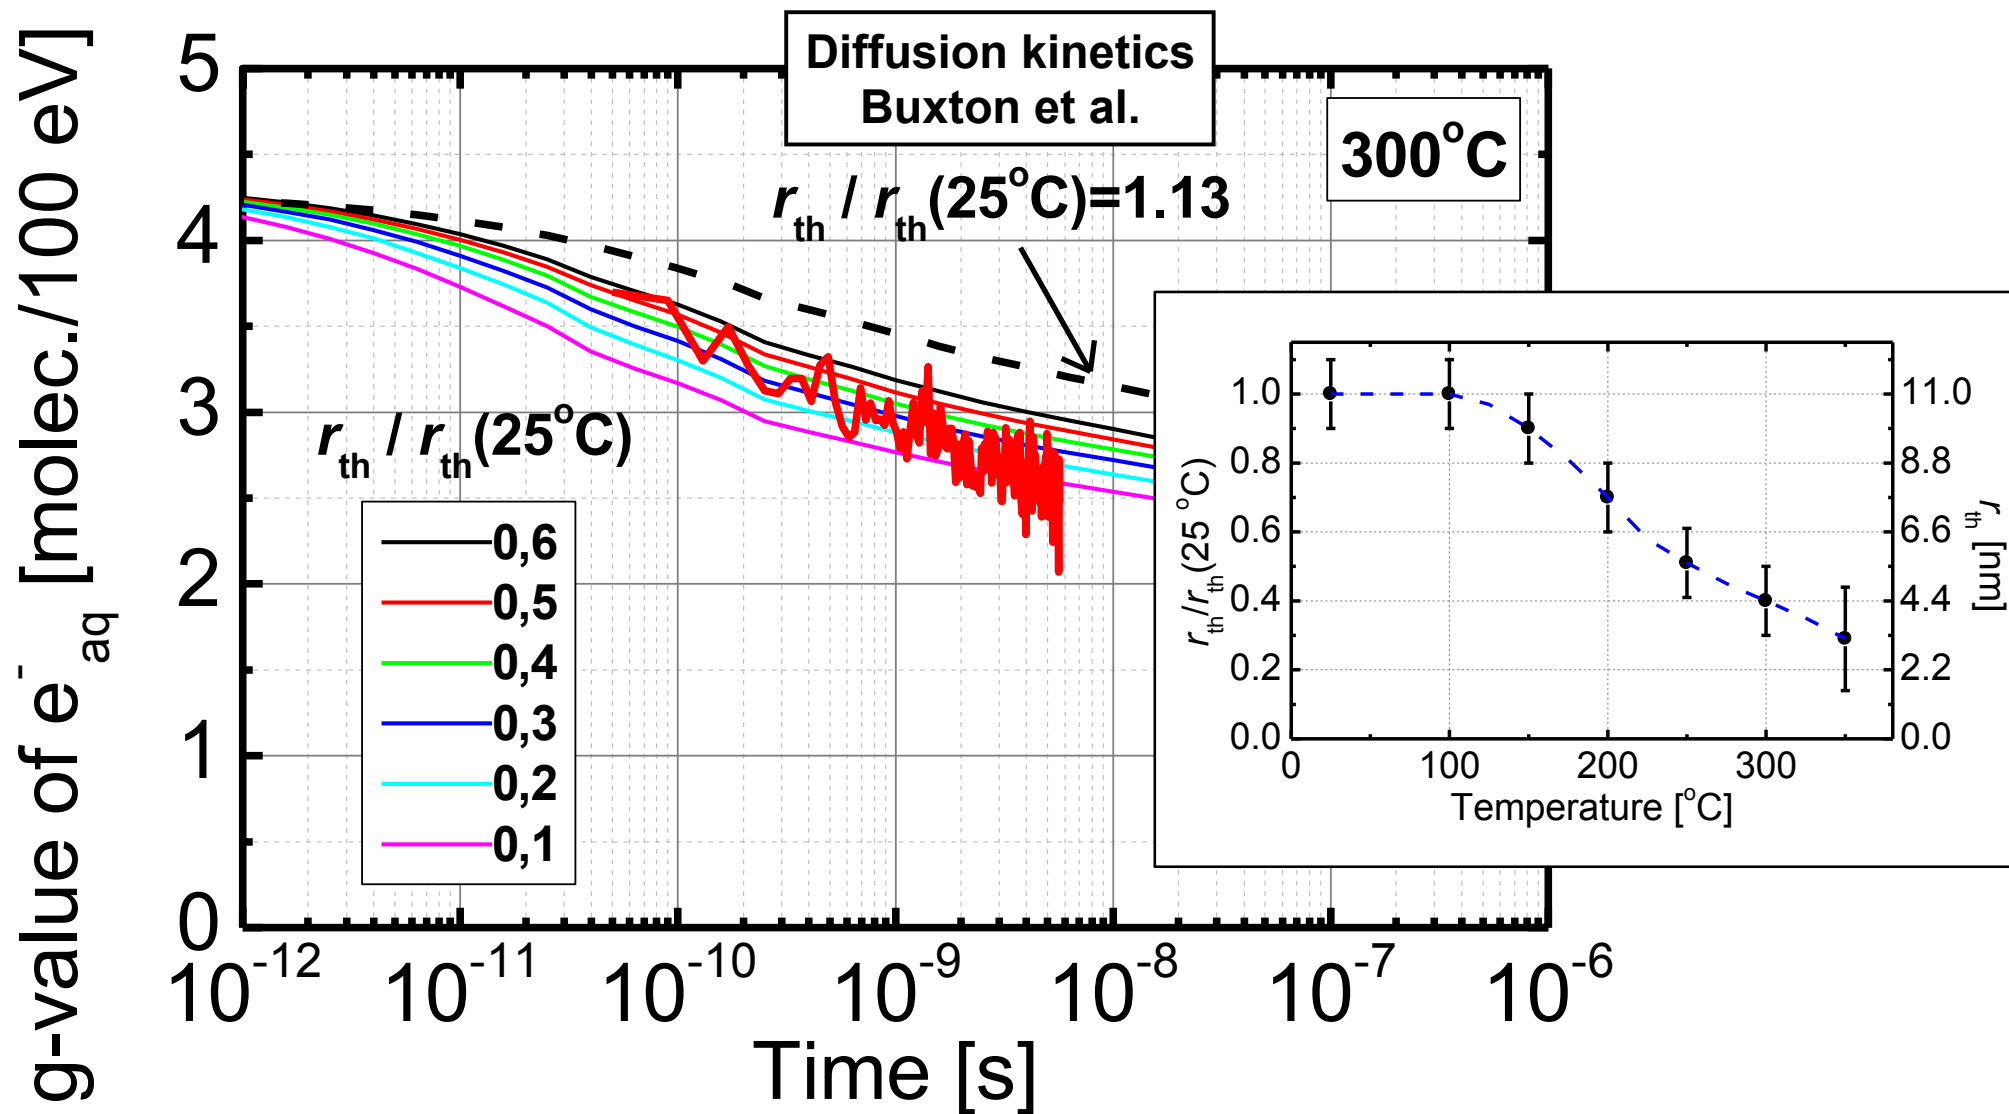 Diffusion kinetics
Buxton et al.
300°C
r_th / r_th(25°C)=1.13
g-value of e⁻_aq [molec./100 eV]
5
4
3
2
1
0
r_th / r_th(25°C)
0,6
0,5
0,4
0,3
0,2
0,1
10⁻¹² 10⁻¹¹ 10⁻¹⁰ 10⁻⁹ 10⁻⁸ 10⁻⁷ 10⁻⁶
Time [s]
r_th/r_th(25 °C)
1.0
0.8
0.6
0.4
0.2
0.0
11.0
8.8
6.6
4.4
2.2
0.0
r_th [nm]
0 100 200 300
Temperature [°C]